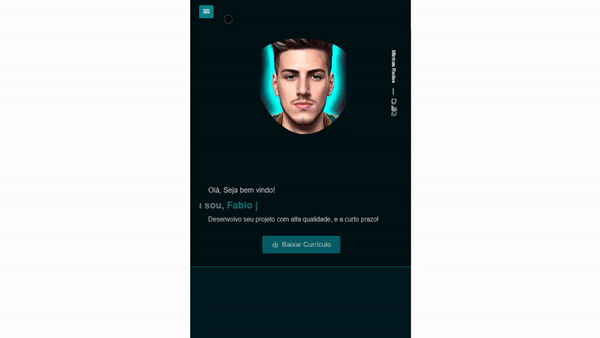 Minhas Redes
Olá, Seja bem vindo!
sou, Fabio |
Desenvolvo seu projeto com alta qualidade, e a curto prazo!
Baixar Currículo